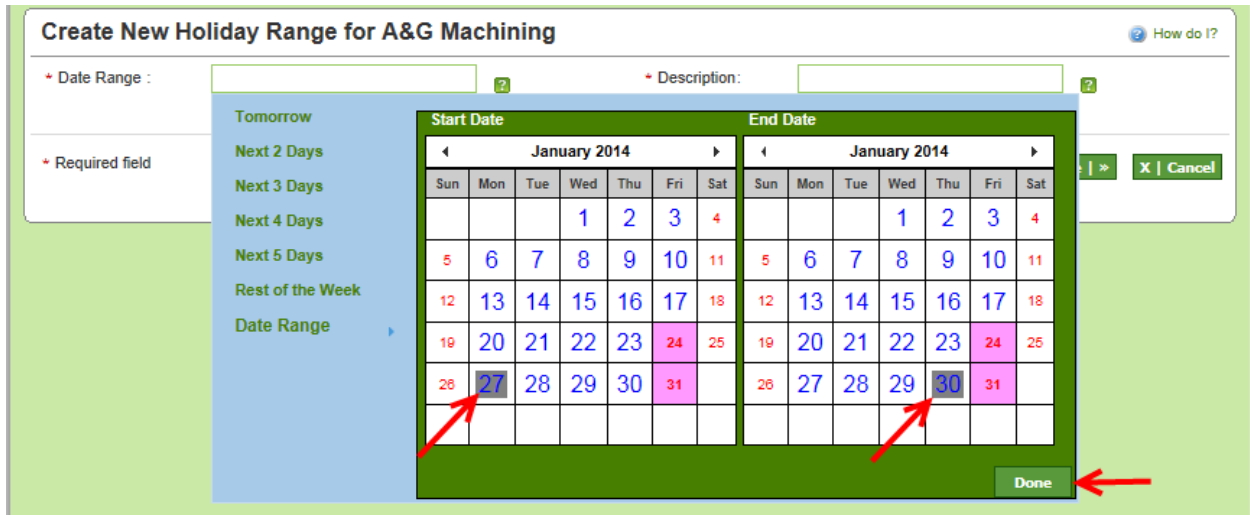 Create New Holiday Range for A&G Machining
How do I?
* Date Range : ? * Description: ?
Tomorrow
Next 2 Days
Next 3 Days
Next 4 Days
Next 5 Days
Rest of the Week
Date Range
* Required field
Start Date
January 2014
Sun Mon Tue Wed Thu Fri Sat
1 2 3 4
5 6 7 8 9 10 11
12 13 14 15 16 17 18
19 20 21 22 23 24 25
26 27 28 29 30 31
End Date
January 2014
Sun Mon Tue Wed Thu Fri Sat
1 2 3 4
5 6 7 8 9 10 11
12 13 14 15 16 17 18
19 20 21 22 23 24 25
26 27 28 29 30 31
Done
| »
X | Cancel